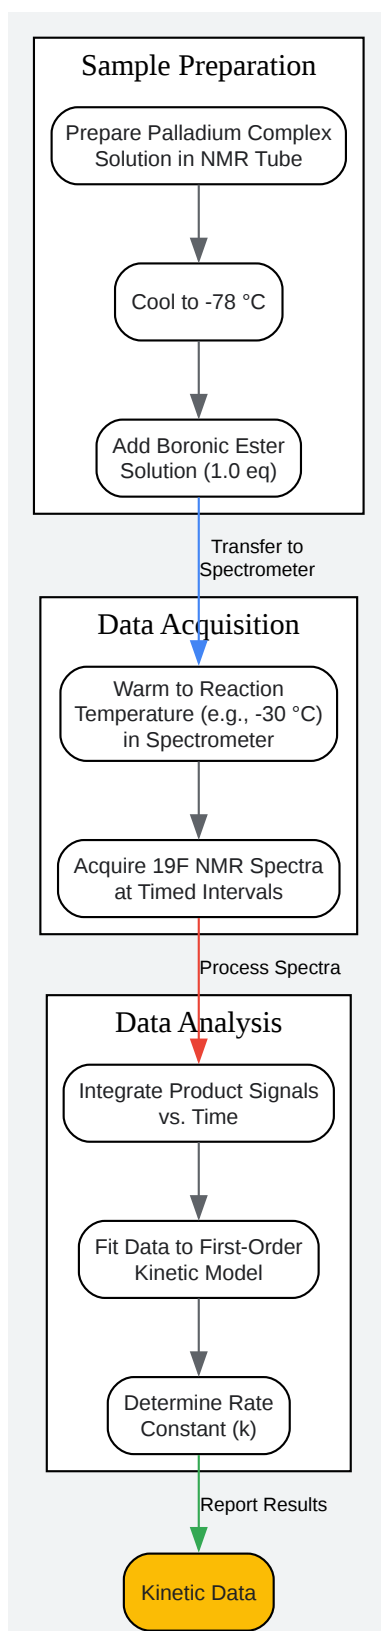 Sample Preparation
Prepare Palladium Complex
Solution in NMR Tube
Cool to -78 °C
Add Boronic Ester
Solution (1.0 eq)
Transfer to
Spectrometer
Data Acquisition
Warm to Reaction
Temperature (e.g., -30 °C)
in Spectrometer
Acquire 19F NMR Spectra
at Timed Intervals
Process Spectra
Data Analysis
Integrate Product Signals
vs. Time
Fit Data to First-Order
Kinetic Model
Determine Rate
Constant (k)
Report Results
Kinetic Data